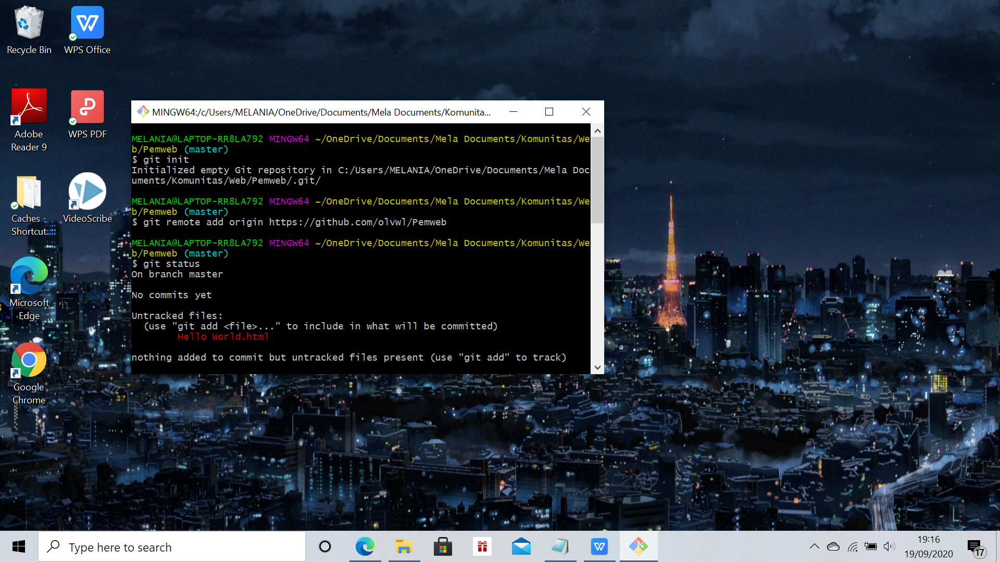 Recycle Bin
WPS Office
Adobe
Reader 9
WPS PDF
Caches -
Shortcut
VideoScribe
Microsoft
Edge
Google
Chrome
MINGW64:/c/Users/MELANIA/OneDrive/Documents/Mela Documents/Komunita...
MELANIA@LAPTOP-RR8LA792 MINGW64 ~/OneDrive/Documents/Mela Documents/Komunitas/We
b/Pemweb (master)
$ git init
Initialized empty Git repository in C:/Users/MELANIA/OneDrive/Documents/Mela Doc
uments/Komunitas/Web/Pemweb/.git/
MELANIA@LAPTOP-RR8LA792 MINGW64 ~/OneDrive/Documents/Mela Documents/Komunitas/We
b/Pemweb (master)
$ git remote add origin https://github.com/olvwl/Pemweb
MELANIA@LAPTOP-RR8LA792 MINGW64 ~/OneDrive/Documents/Mela Documents/Komunitas/We
b/Pemweb (master)
$ git status
On branch master
No commits yet
Untracked files:
(use "git add <file>..." to include in what will be committed)
Hello World.html
nothing added to commit but untracked files present (use "git add" to track)
Type here to search
19:16
19/09/2020
17